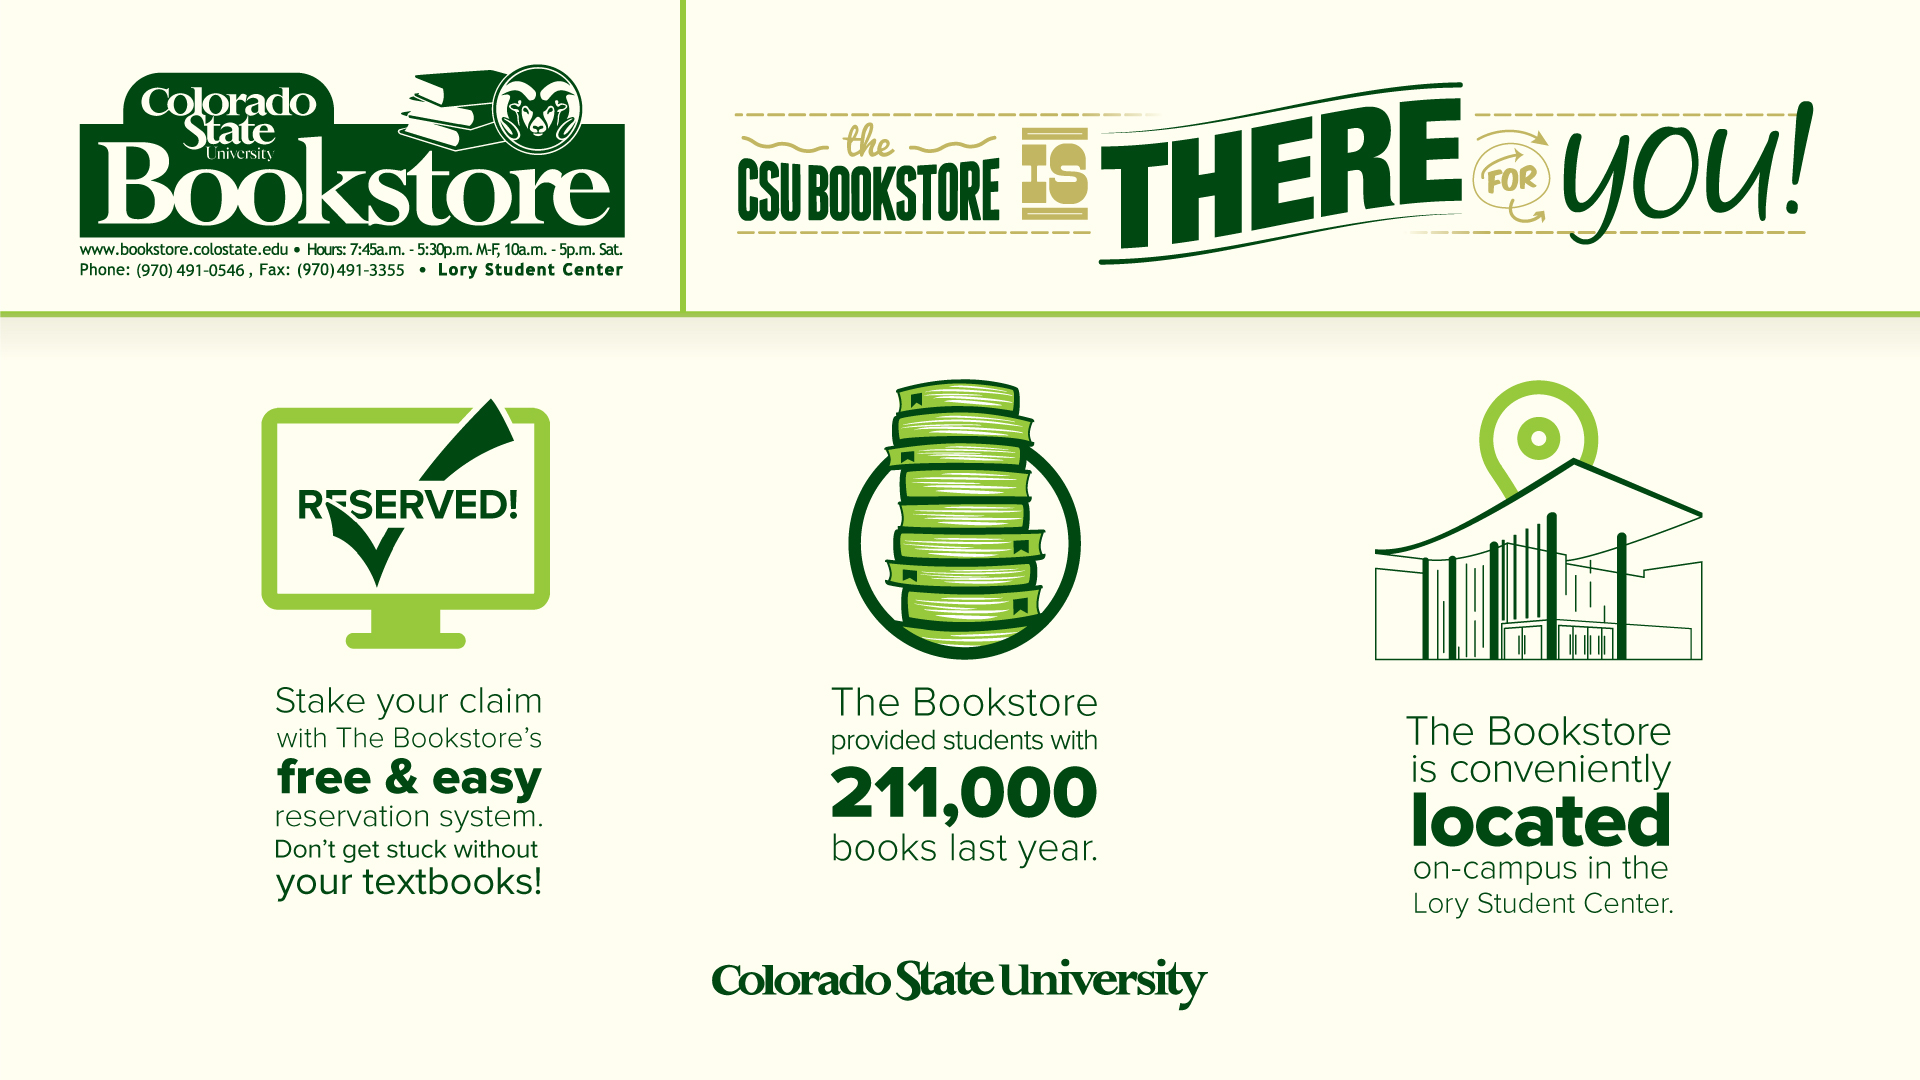 Colorado
State
University
Bookstore
www.bookstore.colostate.edu • Hours: 7:45a.m. - 5:30p.m. M-F, 10a.m. - 5p.m. Sat.
Phone: (970) 491-0546 , Fax: (970) 491-3355 • Lory Student Center
the
CSU BOOKSTORE IS THERE FOR you!
RESERVED!
Stake your claim
with The Bookstore's
free & easy
reservation system.
Don't get stuck without
your textbooks!
The Bookstore
provided students with
211,000
books last year.
The Bookstore
is conveniently
located
on-campus in the
Lory Student Center.
Colorado State University